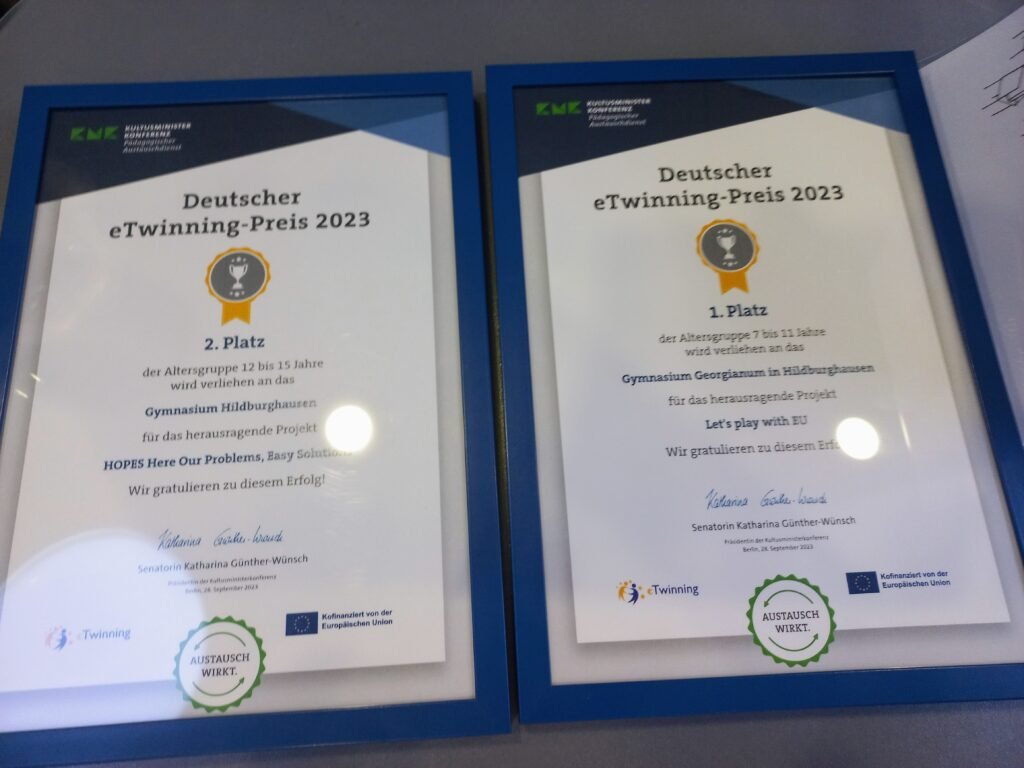 KMK KULTUSMINISTER
KONFERENZ
Pädagogischer
Austauschdienst
Deutscher
eTwinning-Preis 2023
2. Platz
der Altersgruppe 12 bis 15 Jahre
wird verliehen an das
Gymnasium Hildburghausen
für das herausragende Projekt
HOPES Here Our Problems, Easy Solutions
Wir gratulieren zu diesem Erfolg!
Katharina Günther-Wünsch
Senatorin Katharina Günther-Wünsch
Präsidentin der Kultusministerkonferenz
Berlin, 28. September 2023
eTwinning
AUSTAUSCH
WIRKT.
Kofinanziert von der
Europäischen Union
KMK KULTUSMINISTER
KONFERENZ
Pädagogischer
Austauschdienst
Deutscher
eTwinning-Preis 2023
1. Platz
der Altersgruppe 7 bis 11 Jahre
wird verliehen an das
Gymnasium Georgianum in Hildburghausen
für das herausragende Projekt
Let's play with EU
Wir gratulieren zu diesem
Katharina Günther-Wünsch
Senatorin Katharina Günther-Wünsch
Präsidentin der Kultusministerkonferenz
Berlin, 28. September 2023
eTwinning
AUSTAUSCH
WIRKT.
Kofinanziert von der
Europäischen Union